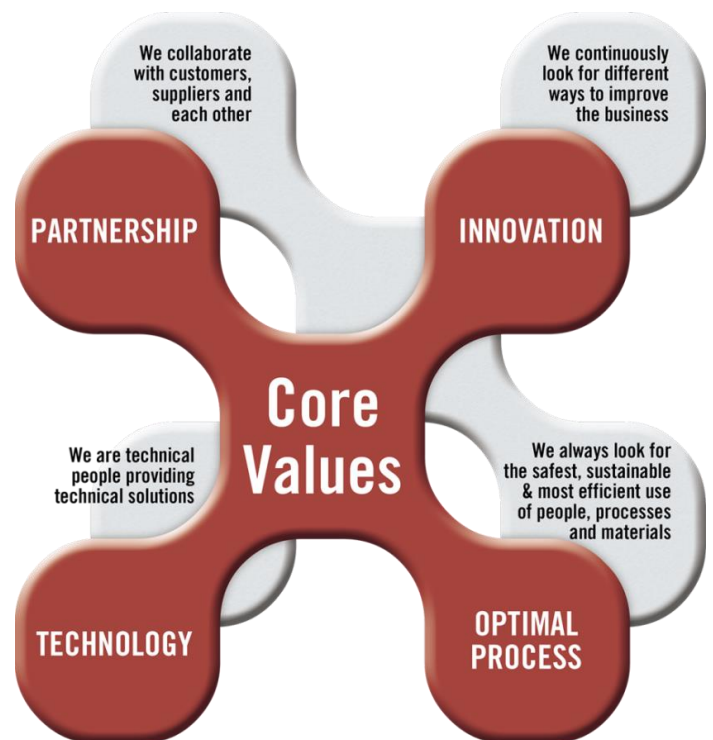 We collaborate
with customers,
suppliers and
each other
We continuously
look for different
ways to improve
the business
PARTNERSHIP
INNOVATION
Core
Values
We are technical
people providing
technical solutions
We always look for
the safest, sustainable
& most efficient use
of people, processes
and materials
TECHNOLOGY
OPTIMAL
PROCESS